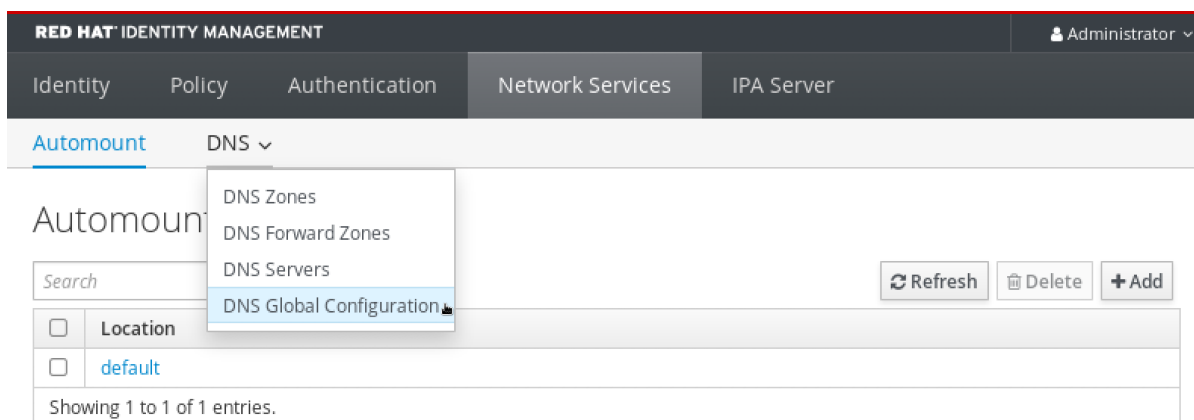 RED HAT® IDENTITY MANAGEMENT
Administrator
Identity Policy Authentication Network Services IPA Server
Automount DNS
DNS Zones
DNS Forward Zones
DNS Servers
DNS Global Configuration
Automount
Search
Refresh Delete Add
Location
default
Showing 1 to 1 of 1 entries.